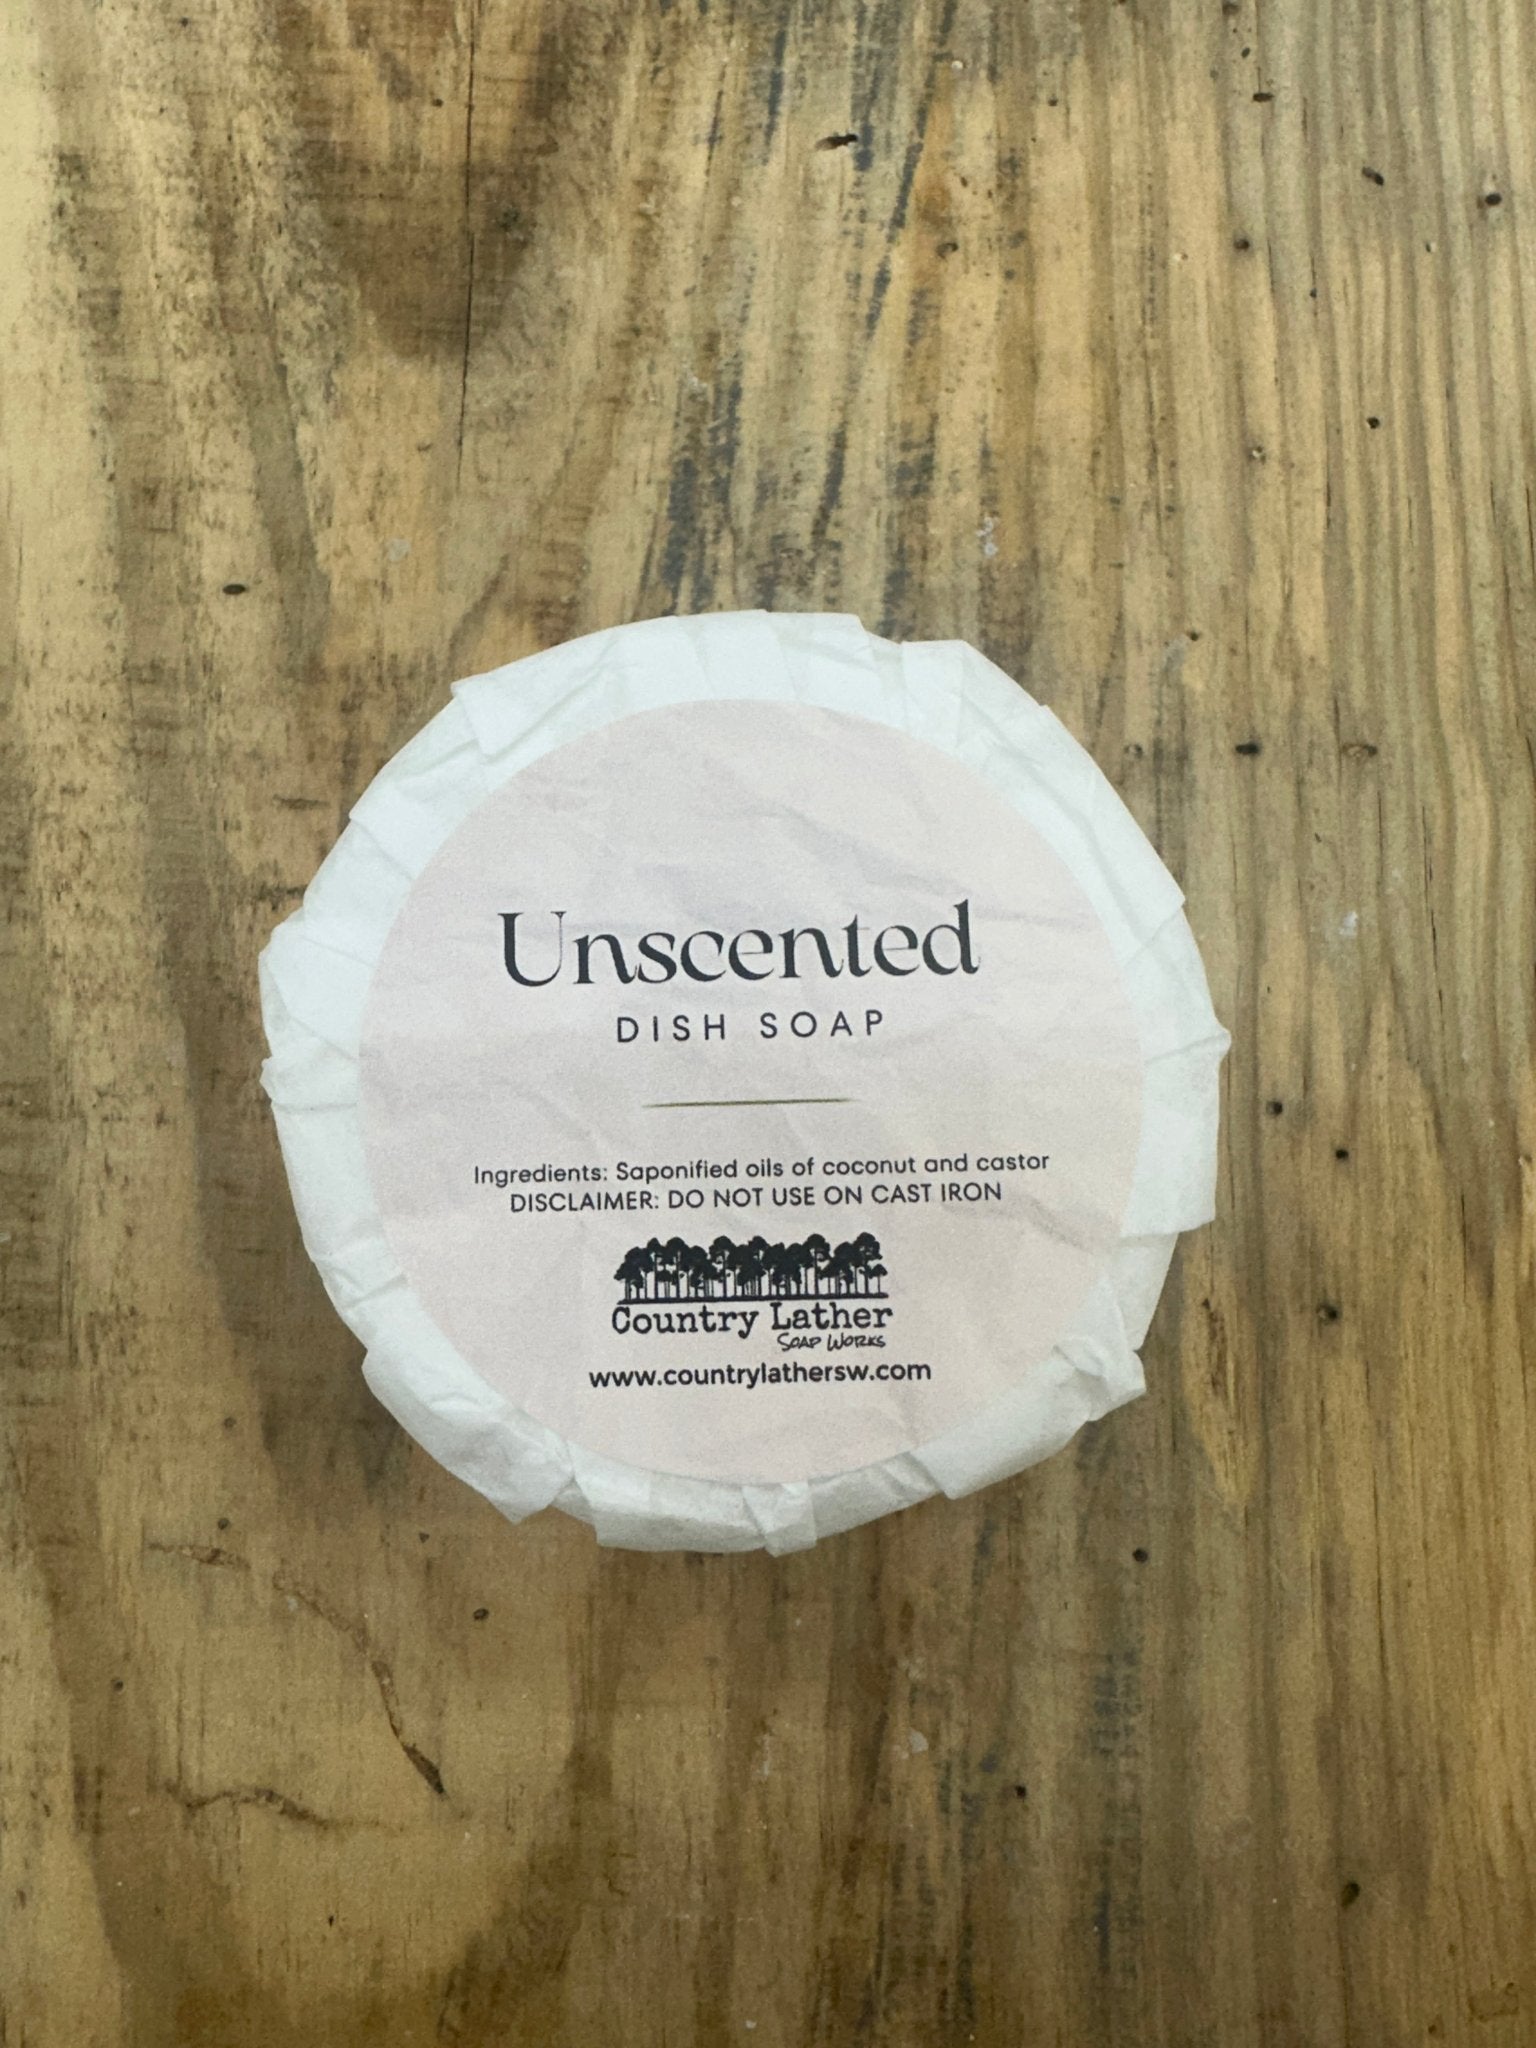 Unscented
DISH SOAP
Ingredients: Saponified oils of coconut and castor
DISCLAIMER: DO NOT USE ON CAST IRON
Country Lather
SOAP WORKS
www.countrylathersw.com